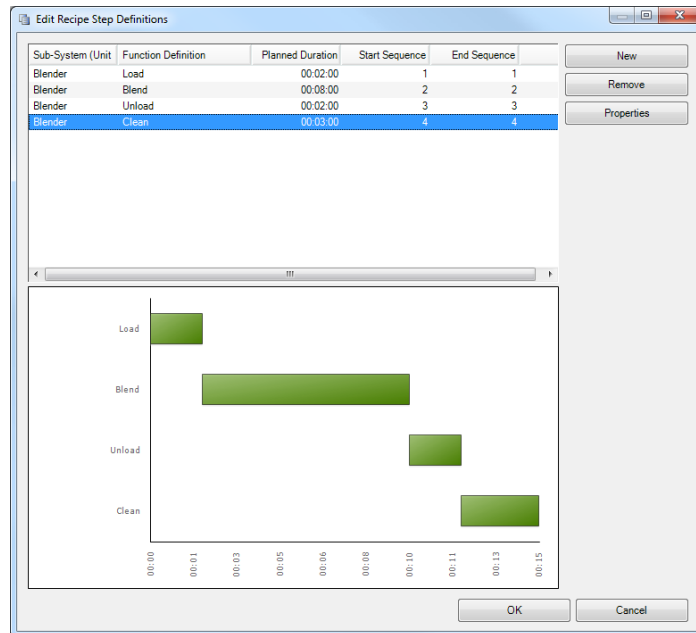 Edit Recipe Step Definitions
Sub-System (Unit Function Definition Planned Duration Start Sequence End Sequence
Blender Load 00:02:00 1 1
Blender Blend 00:08:00 2 2
Blender Unload 00:02:00 3 3
Blender Clean 00:03:00 4 4
New
Remove
Properties
Load
Blend
Unload
Clean
00:00 00:01 00:03 00:05 00:06 00:08 00:10 00:11 00:13 00:15
OK Cancel